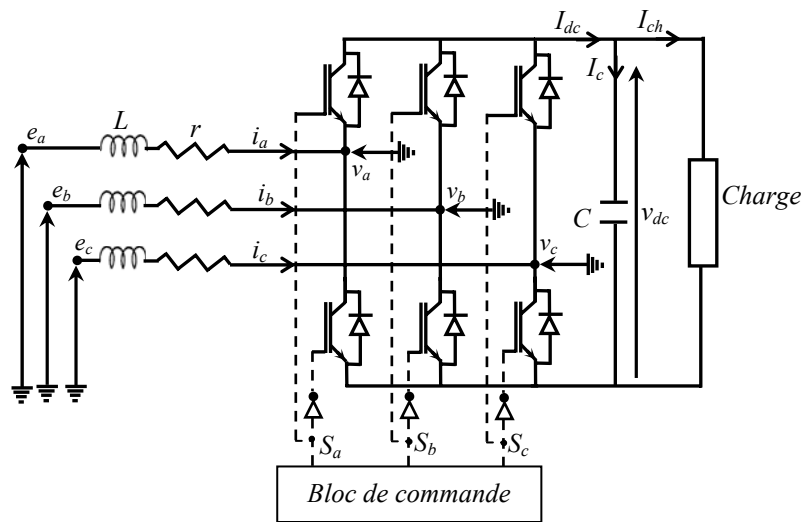 I_dc
I_ch
I_c
e_a
L
r
i_a
v_a
e_b
i_b
v_b
e_c
i_c
v_c
C
v_dc
Charge
S_a
S_b
S_c
Bloc de commande